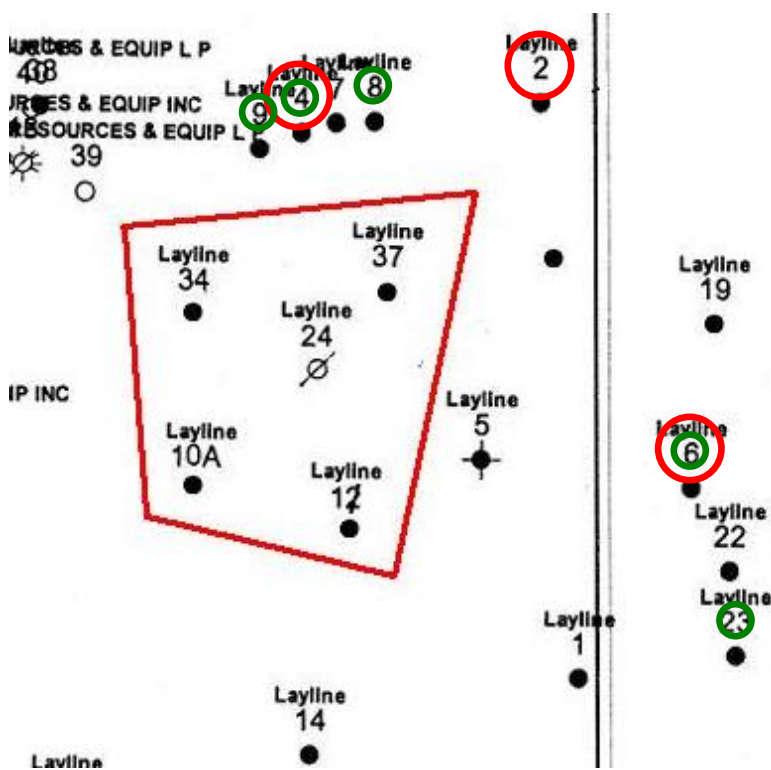 & EQUIP L P
Layline
2
Layline
8
7
Layline
4
Layline
9
& EQUIP INC
RESOURCES & EQUIP L P
39
Layline
37
Layline
34
Layline
19
Layline
24
IP INC
Layline
5
Layline
10A
Layline
6
Layline
12
Layline
22
Layline
23
Layline
1
Layline
14
Layline